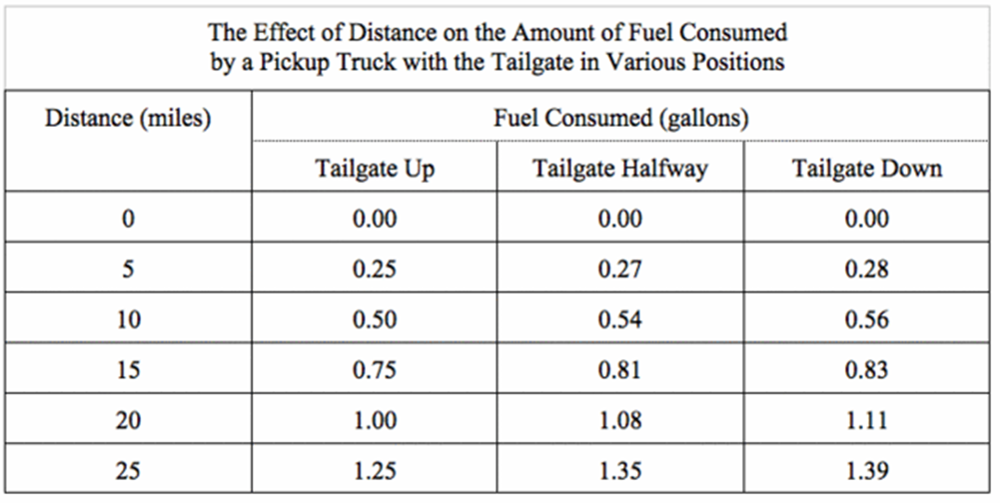 The Effect of Distance on the Amount of Fuel Consumed
by a Pickup Truck with the Tailgate in Various Positions
Distance (miles) Fuel Consumed (gallons)
Tailgate Up Tailgate Halfway Tailgate Down
0 0.00 0.00 0.00
5 0.25 0.27 0.28
10 0.50 0.54 0.56
15 0.75 0.81 0.83
20 1.00 1.08 1.11
25 1.25 1.35 1.39